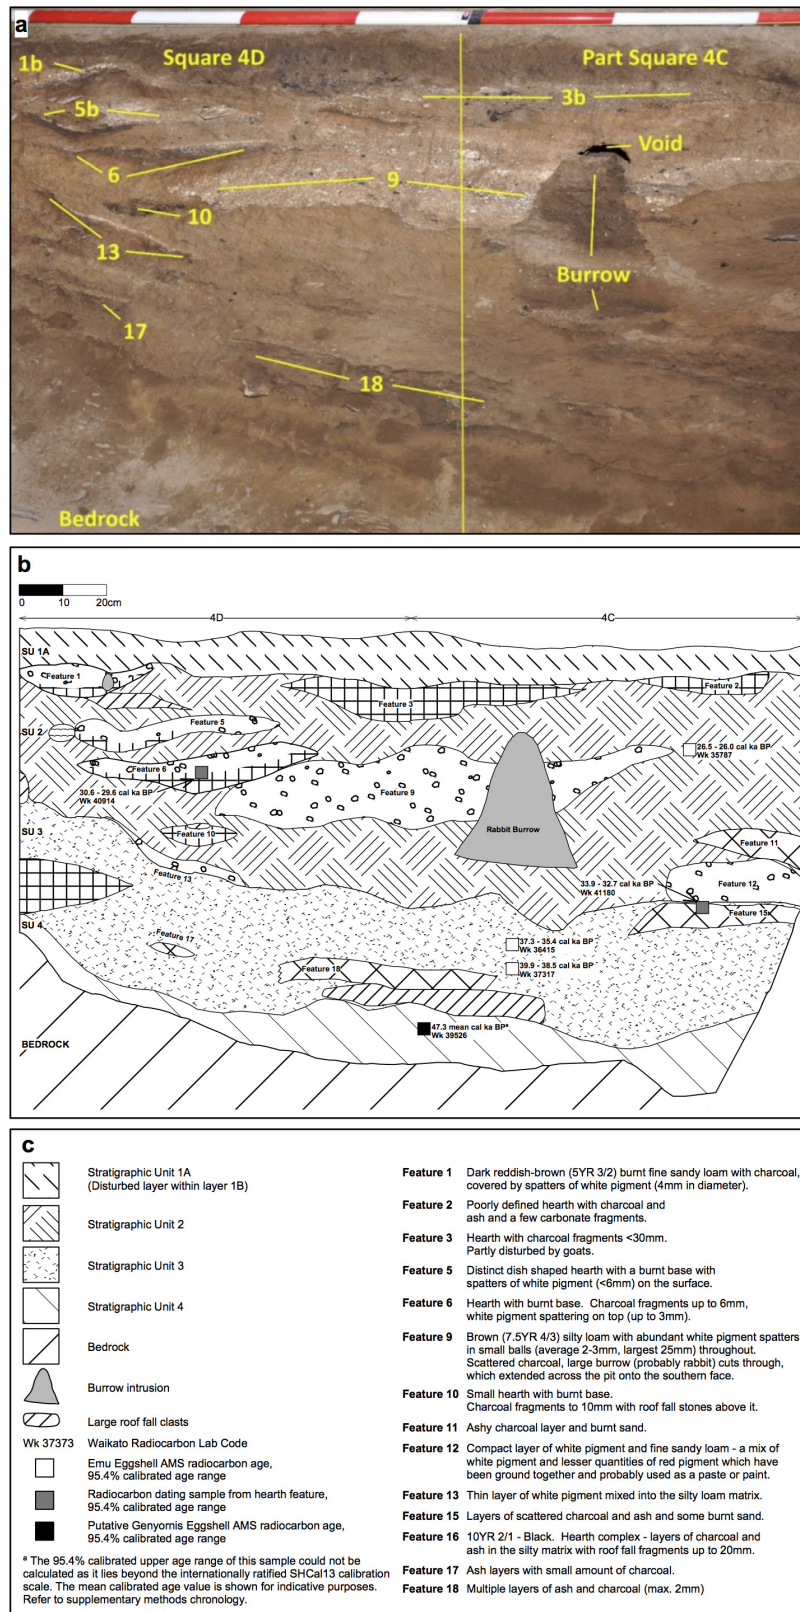 a
Square 4D
Part Square 4C
1b
5b
3b
Void
6
9
10
13
Burrow
17
18
Bedrock
b
0 10 20cm
4D
4C
SU 1A
Feature 1
Feature 2
Feature 3
Feature 5
SU 2
26.5 - 26.0 cal ka BP
Wk 35787
Feature 6
30.6 - 29.6 cal ka BP
Wk 40914
Feature 9
SU 3
Feature 10
Rabbit Burrow
Feature 11
Feature 13
33.9 - 32.7 cal ka BP
Wk 41180
Feature 12
Feature 15
SU 4
Feature 17
37.3 - 35.4 cal ka BP
Wk 36415
Feature 18
39.9 - 38.5 cal ka BP
Wk 37317
47.3 mean cal ka BPª
Wk 39526
BEDROCK
c
Stratigraphic Unit 1A
(Disturbed layer within layer 1B)
Stratigraphic Unit 2
Stratigraphic Unit 3
Stratigraphic Unit 4
Bedrock
Burrow intrusion
Large roof fall clasts
Wk 37373 Waikato Radiocarbon Lab Code
Emu Eggshell AMS radiocarbon age,
95.4% calibrated age range
Radiocarbon dating sample from hearth feature,
95.4% calibrated age range
Putative Genyornis Eggshell AMS radiocarbon age,
95.4% calibrated age range
ª The 95.4% calibrated upper age range of this sample could not be
calculated as it lies beyond the internationally ratified SHCal13 calibration
scale. The mean calibrated age value is shown for indicative purposes.
Refer to supplementary methods chronology.
Feature 1 Dark reddish-brown (5YR 3/2) burnt fine sandy loam with charcoal,
covered by spatters of white pigment (4mm in diameter).
Feature 2 Poorly defined hearth with charcoal and
ash and a few carbonate fragments.
Feature 3 Hearth with charcoal fragments <30mm.
Partly disturbed by goats.
Feature 5 Distinct dish shaped hearth with a burnt base with
spatters of white pigment (<6mm) on the surface.
Feature 6 Hearth with burnt base. Charcoal fragments up to 6mm,
white pigment spattering on top (up to 3mm).
Feature 9 Brown (7.5YR 4/3) silty loam with abundant white pigment spatters
in small balls (average 2-3mm, largest 25mm) throughout.
Scattered charcoal, large burrow (probably rabbit) cuts through,
which extended across the pit onto the southern face.
Feature 10 Small hearth with burnt base.
Charcoal fragments to 10mm with roof fall stones above it.
Feature 11 Ashy charcoal layer and burnt sand.
Feature 12 Compact layer of white pigment and fine sandy loam - a mix of
white pigment and lesser quantities of red pigment which have
been ground together and probably used as a paste or paint.
Feature 13 Thin layer of white pigment mixed into the silty loam matrix.
Feature 15 Layers of scattered charcoal and ash and some burnt sand.
Feature 16 10YR 2/1 - Black. Hearth complex - layers of charcoal and
ash in the silty matrix with roof fall fragments up to 20mm.
Feature 17 Ash layers with small amount of charcoal.
Feature 18 Multiple layers of ash and charcoal (max. 2mm)